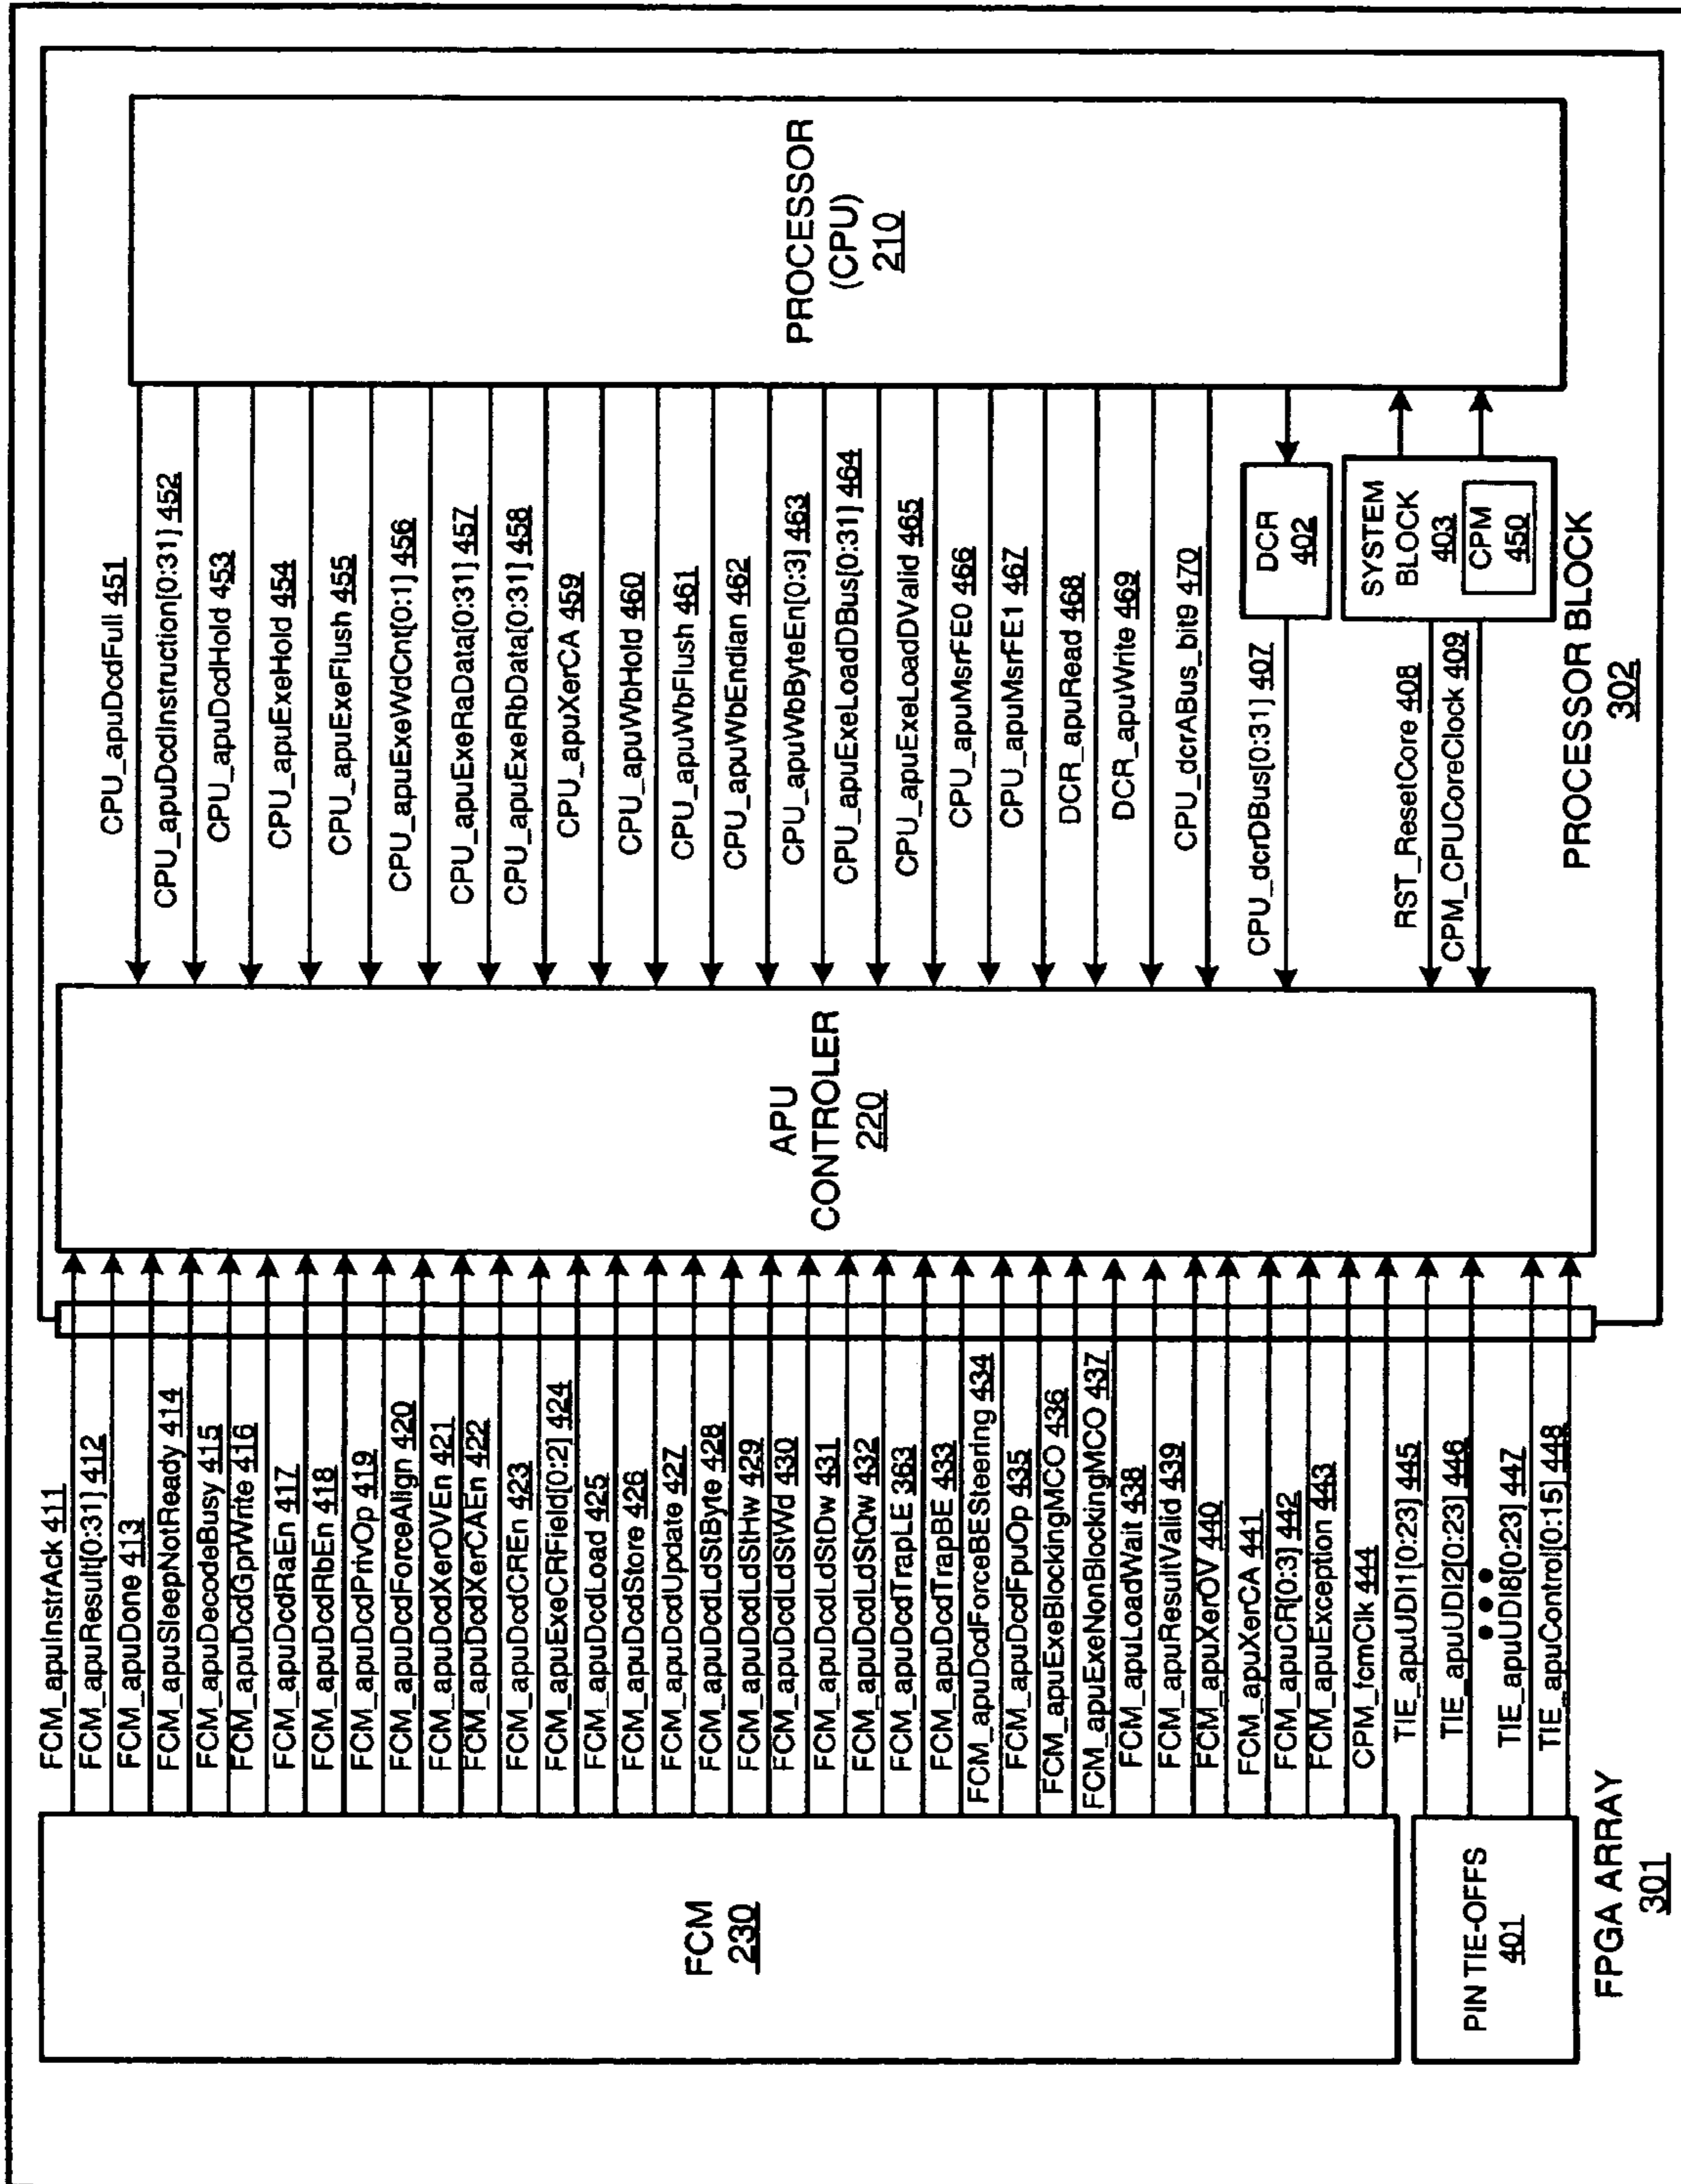 FCM
230
PIN TIE-OFFS
401
FPGA ARRAY
301
FCM_apuInstrAck 411
FCM_apuResult[0:31] 412
FCM_apuDone 413
FCM_apuSleepNotReady 414
FCM_apuDecodeBusy 415
FCM_apuDcdGprWrite 416
FCM_apuDcdRaEn 417
FCM_apuDcdRbEn 418
FCM_apuDcdPrivOp 419
FCM_apuDcdForceAlign 420
FCM_apuDcdXerOVEn 421
FCM_apuDcdXerCAEn 422
FCM_apuDcdCREn 423
FCM_apuExeCRField[0:2] 424
FCM_apuDcdLoad 425
FCM_apuDcdStore 426
FCM_apuDcdUpdate 427
FCM_apuDcdLdStByte 428
FCM_apuDcdLdStHw 429
FCM_apuDcdLdStWd 430
FCM_apuDcdLdStDw 431
FCM_apuDcdLdStQw 432
FCM_apuDcdTrapLE 363
FCM_apuDcdTrapBE 433
FCM_apuDcdForceBESteering 434
FCM_apuDcdFpuOp 435
FCM_apuExeBlockingMCO 436
FCM_apuExeNonBlockingMCO 437
FCM_apuLoadWait 438
FCM_apuResultValid 439
FCM_apuXerOV 440
FCM_apuXerCA 441
FCM_apuCR[0:3] 442
FCM_apuException 443
CPM_fcmClk 444
TIE_apuUDI1[0:23] 445
TIE_apuUDI2[0:23] 446
TIE_apuUDI8[0:23] 447
TIE_apuControl[0:15] 448
APU
CONTROLER
220
CPU_apuDcdFull 451
CPU_apuDcdInstruction[0:31] 452
CPU_apuDcdHold 453
CPU_apuExeHold 454
CPU_apuExeFlush 455
CPU_apuExeWdCnt[0:1] 456
CPU_apuExeRaData[0:31] 457
CPU_apuExeRbData[0:31] 458
CPU_apuXerCA 459
CPU_apuWbHold 460
CPU_apuWbFlush 461
CPU_apuWbEndian 462
CPU_apuWbByteEn[0:3] 463
CPU_apuExeLoadDBus[0:31] 464
CPU_apuExeLoadDValid 465
CPU_apuMsrFE0 466
CPU_apuMsrFE1 467
DCR_apuRead 468
DCR_apuWrite 469
CPU_dcrABus_bit9 470
CPU_dcrDBus[0:31] 407
RST_ResetCore 408
CPM_CPUCoreClock 409
DCR
402
SYSTEM
BLOCK
403
CPM
450
PROCESSOR
(CPU)
210
PROCESSOR BLOCK
302